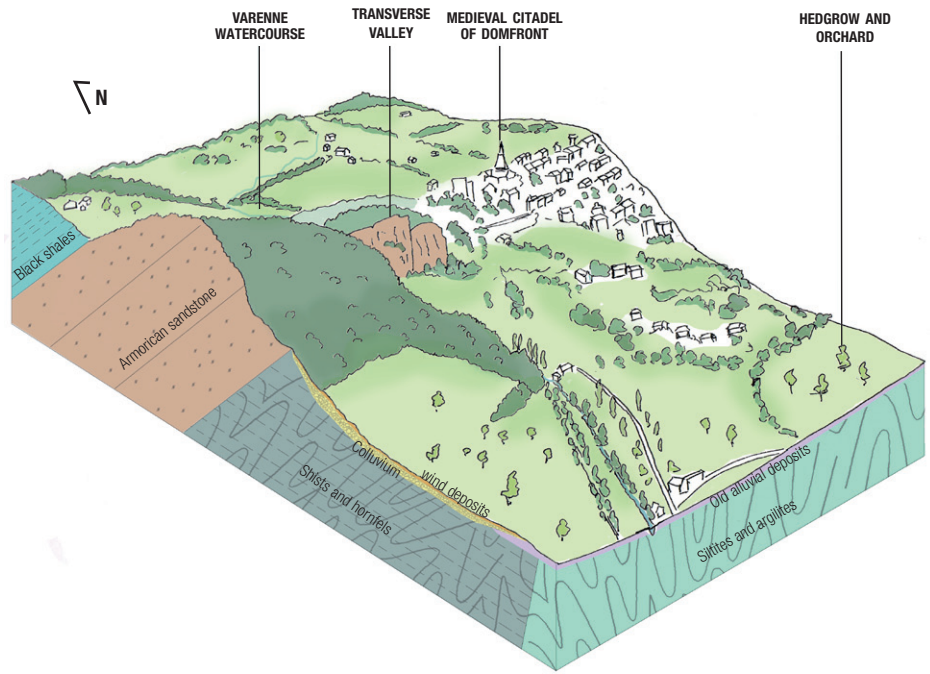 VARENNE
WATERCOURSE
TRANSVERSE
VALLEY
MEDIEVAL CITADEL
OF DOMFRONT
HEDGROW AND
ORCHARD
N
Black shales
Armorican sandstone
Colluvium
wind deposits
Shists and hornfels
Old alluvial deposits
Siltites and argilites